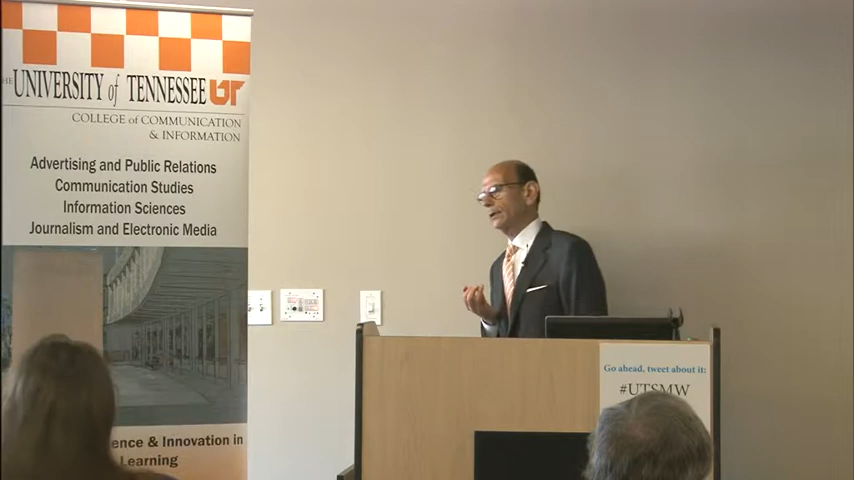 THE UNIVERSITY of TENNESSEE UT
COLLEGE OF COMMUNICATION
& INFORMATION
Advertising and Public Relations
Communication Studies
Information Sciences
Journalism and Electronic Media
ence & Innovation in
Learning
Go ahead, tweet about it:
#UTSMW